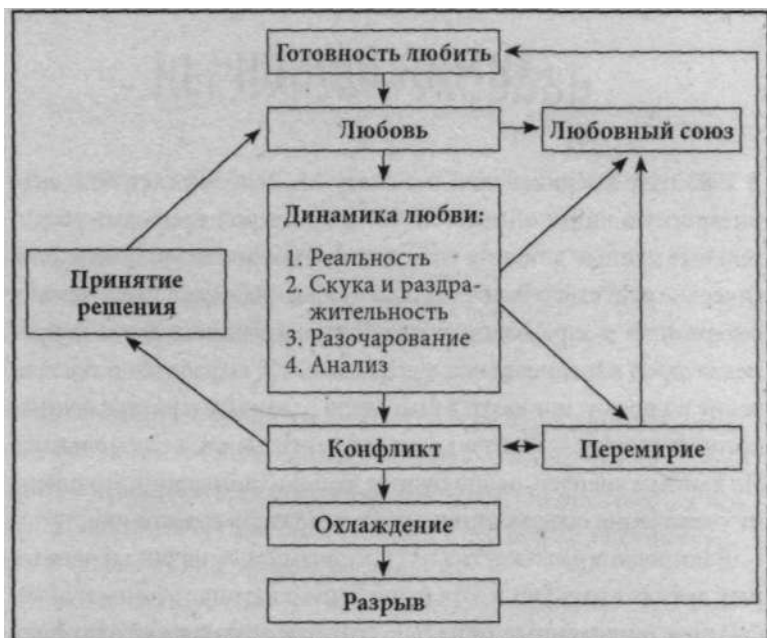 Готовность любить
Любовь
Любовный союз
Динамика любви:
1. Реальность
2. Скука и раздра-
жительность
3. Разочарование
4. Анализ
Принятие
решения
Конфликт
Перемирие
Охлаждение
Разрыв